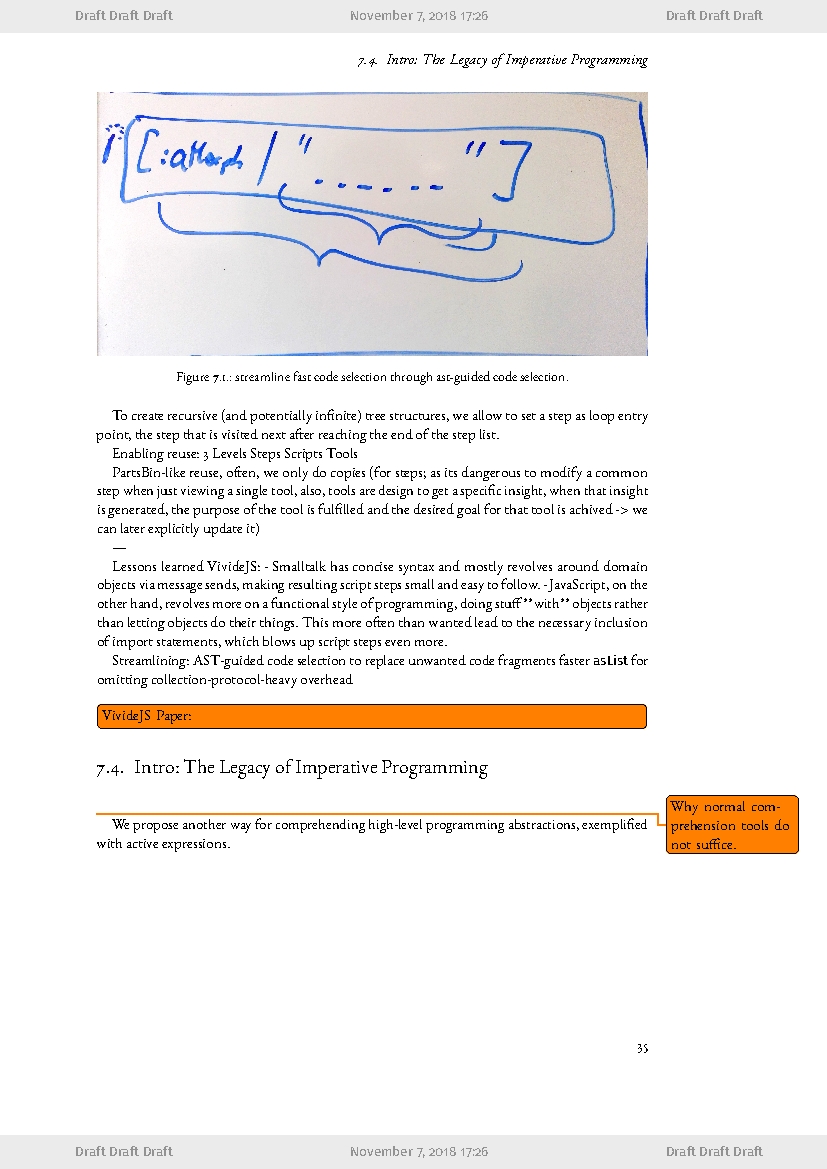 Draft Draft Draft November 7, 2018 17:26 Draft Draft Draft
7.4. Intro: The Legacy of Imperative Programming
[:aMorph | " ------ " ]
Figure 7.1.: streamline fast code selection through ast-guided code selection.
To create recursive (and potentially infinite) tree structures, we allow to set a step as loop entry
point, the step that is visited next after reaching the end of the step list.
Enabling reuse: 3 Levels Steps Scripts Tools
PartsBin-like reuse, often, we only do copies (for steps; as its dangerous to modify a common
step when just viewing a single tool, also, tools are design to get a specific insight, when that insight
is generated, the purpose of the tool is fulfilled and the desired goal for that tool is achived -> we
can later explicitly update it)
—
Lessons learned VivideJS: - Smalltalk has concise syntax and mostly revolves around domain
objects via message sends, making resulting script steps small and easy to follow. - JavaScript, on the
other hand, revolves more on a functional style of programming, doing stuff **with** objects rather
than letting objects do their things. This more often than wanted lead to the necessary inclusion
of import statements, which blows up script steps even more.
Streamlining: AST-guided code selection to replace unwanted code fragments faster asList for
omitting collection-protocol-heavy overhead
VivideJS Paper:
7.4. Intro: The Legacy of Imperative Programming
We propose another way for comprehending high-level programming abstractions, exemplified
with active expressions.
Why normal com-
prehension tools do
not suffice.
35
Draft Draft Draft November 7, 2018 17:26 Draft Draft Draft